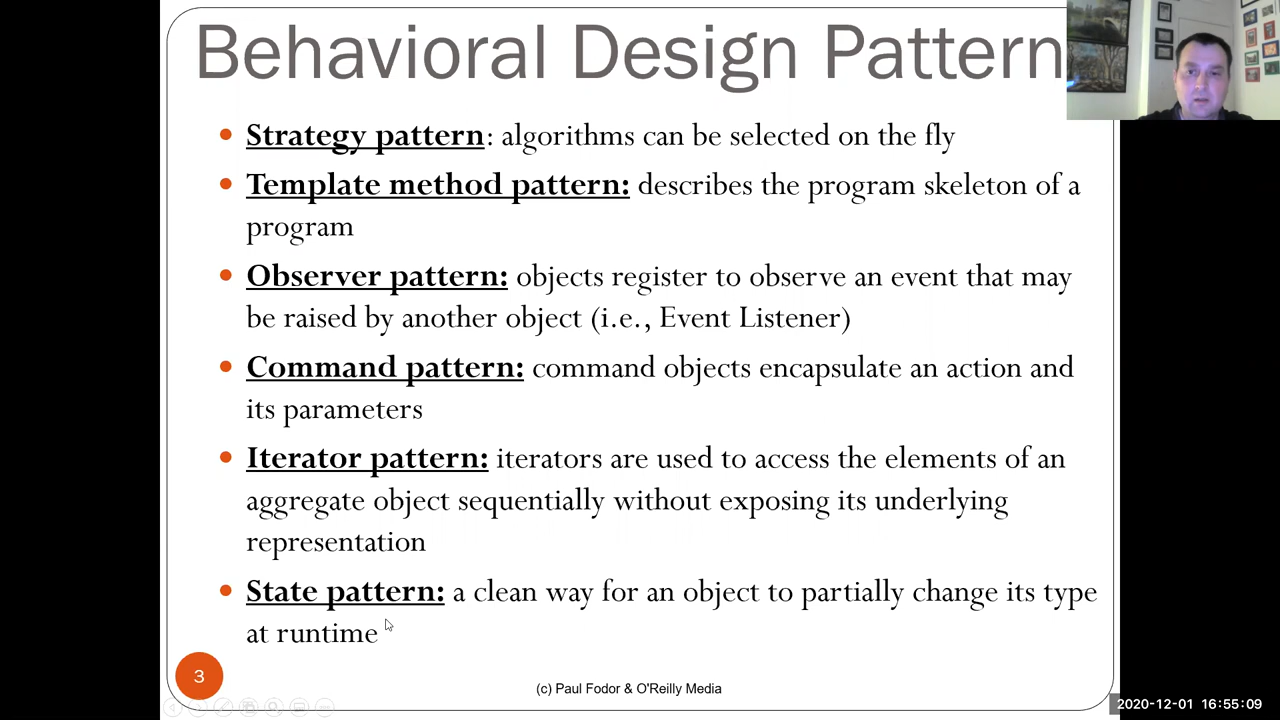 Behavioral Design Pattern
• Strategy pattern: algorithms can be selected on the fly
• Template method pattern: describes the program skeleton of a
program
• Observer pattern: objects register to observe an event that may
be raised by another object (i.e., Event Listener)
• Command pattern: command objects encapsulate an action and
its parameters
• Iterator pattern: iterators are used to access the elements of an
aggregate object sequentially without exposing its underlying
representation
• State pattern: a clean way for an object to partially change its type
at runtime
3
(c) Paul Fodor & O'Reilly Media
2020-12-01 16:55:09